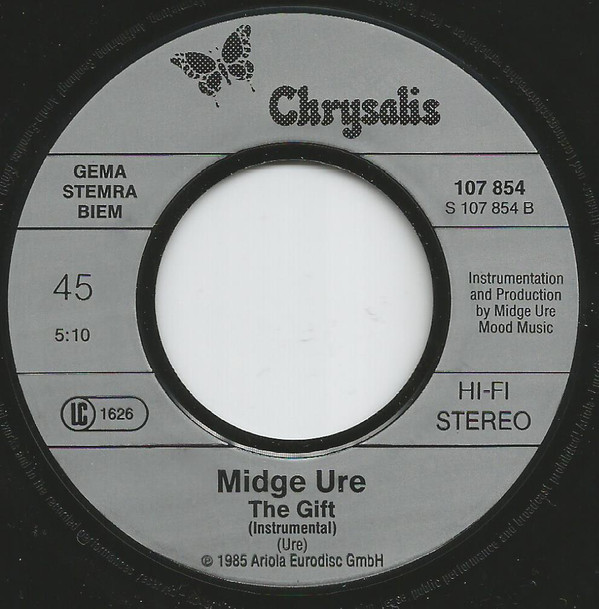 Chrysalis
GEMA
STEMRA
BIEM
107 854
S 107 854 B
45
5:10
Instrumentation
and Production
by Midge Ure
Mood Music
LC 1626
HI-FI
STEREO
Midge Ure
The Gift
(Instrumental)
(Ure)
℗ 1985 Ariola Eurodisc GmbH